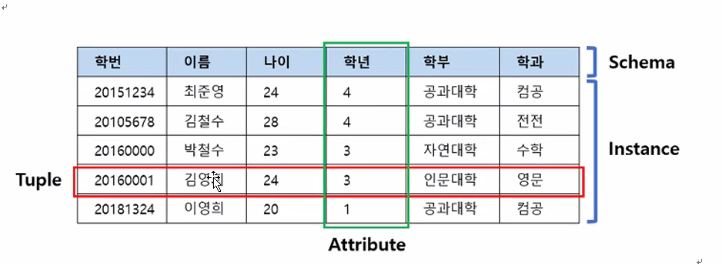 학번 이름 나이 학년 학부 학과 Schema
20151234 최준영 24 4 공과대학 컴공
20105678 김철수 28 4 공과대학 전전
20160000 박철수 23 3 자연대학 수학 Instance
Tuple 20160001 24 3 인문대학 영문
20181324 이영희 20 1 공과대학 컴공
Attribute